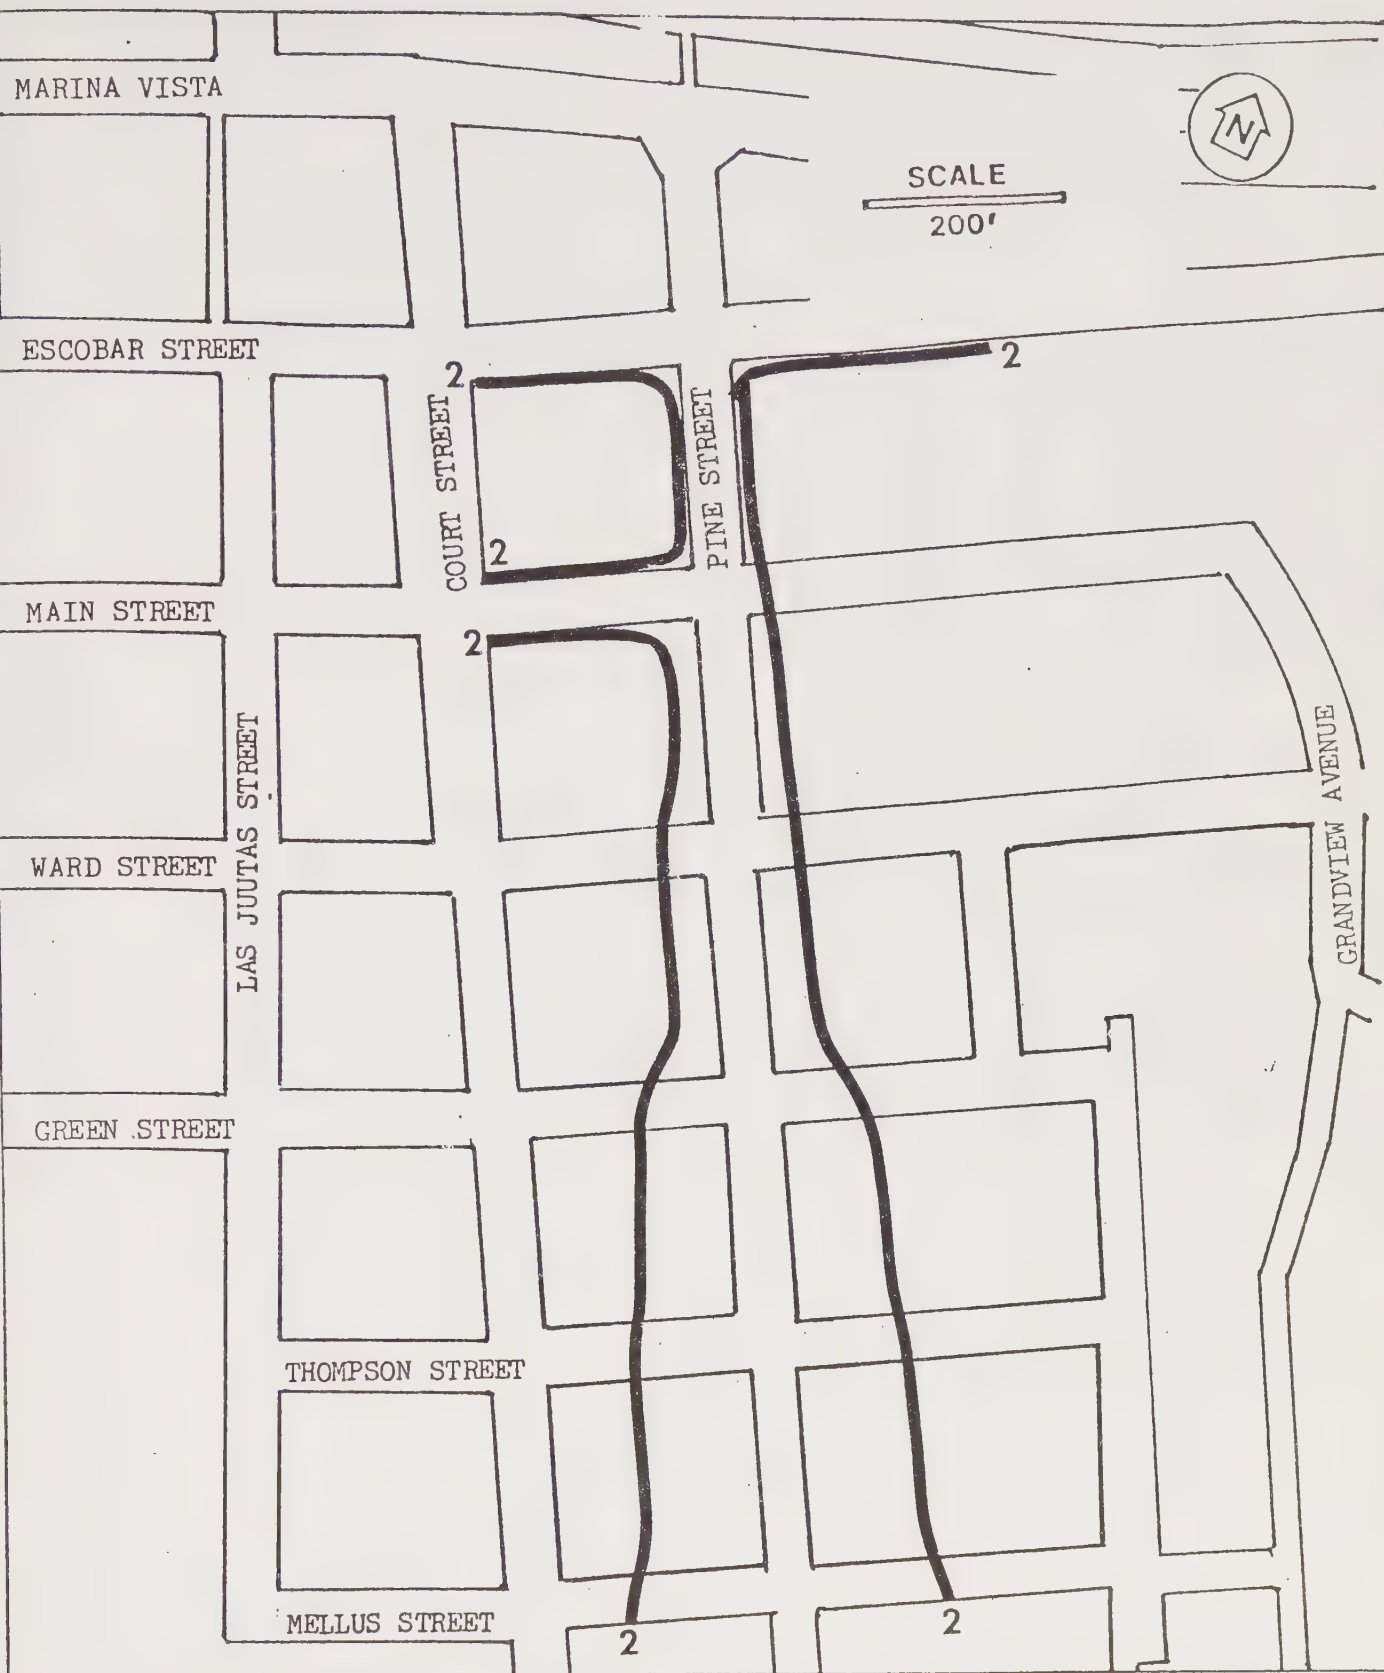 MARINA VISTA
N
SCALE
200'
ESCOBAR STREET
2
2
COURT STREET
PINE STREET
2
MAIN STREET
2
LAS JUUTAS STREET
GRANDVIEW AVENUE
WARD STREET
GREEN STREET
THOMPSON STREET
MELLUS STREET
2
2